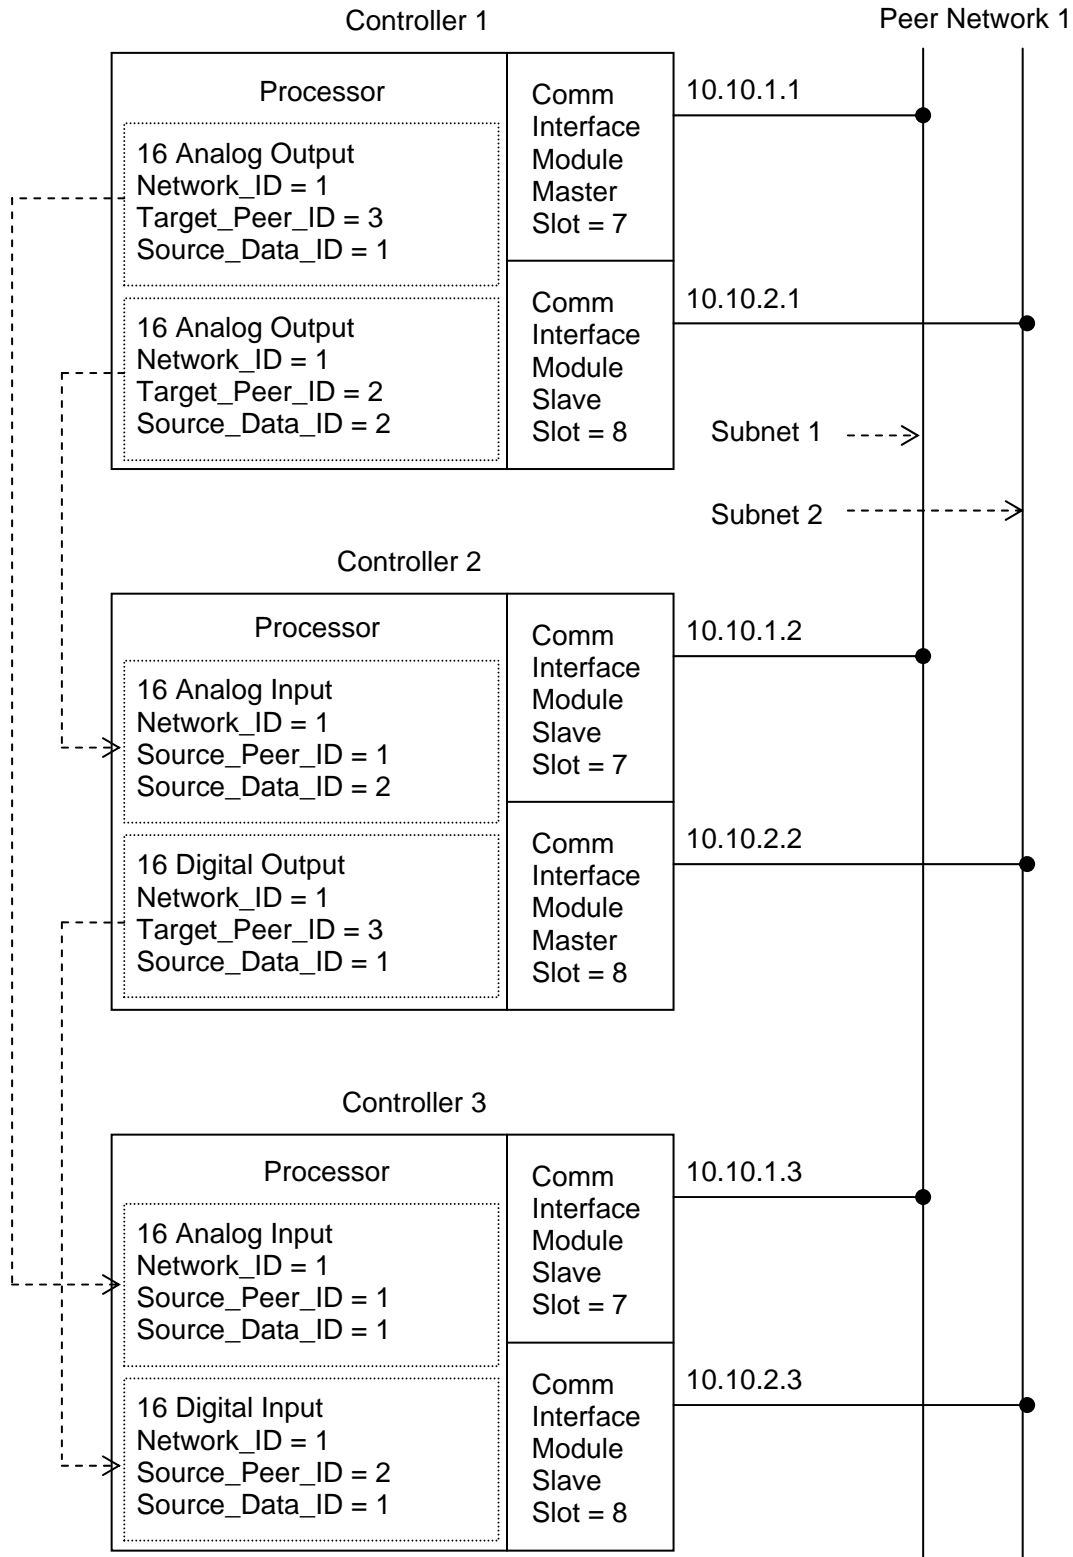 Controller 1
Peer Network 1
Processor
16 Analog Output
Network_ID = 1
Target_Peer_ID = 3
Source_Data_ID = 1
16 Analog Output
Network_ID = 1
Target_Peer_ID = 2
Source_Data_ID = 2
Comm
Interface
Module
Master
Slot = 7
10.10.1.1
Comm
Interface
Module
Slave
Slot = 8
10.10.2.1
Subnet 1
Subnet 2
Controller 2
Processor
16 Analog Input
Network_ID = 1
Source_Peer_ID = 1
Source_Data_ID = 2
16 Digital Output
Network_ID = 1
Target_Peer_ID = 3
Source_Data_ID = 1
Comm
Interface
Module
Slave
Slot = 7
10.10.1.2
Comm
Interface
Module
Master
Slot = 8
10.10.2.2
Controller 3
Processor
16 Analog Input
Network_ID = 1
Source_Peer_ID = 1
Source_Data_ID = 1
16 Digital Input
Network_ID = 1
Source_Peer_ID = 2
Source_Data_ID = 1
Comm
Interface
Module
Slave
Slot = 7
10.10.1.3
Comm
Interface
Module
Slave
Slot = 8
10.10.2.3